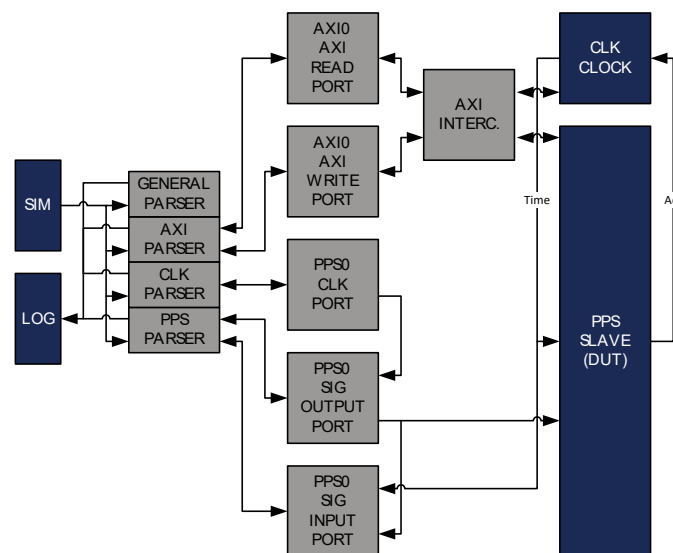 AXI0
AXI
READ
PORT
CLK
CLOCK
AXI
INTERC.
AXI0
AXI
WRITE
PORT
SIM
GENERAL
PARSER
AXI
PARSER
CLK
PARSER
PPS
PARSER
LOG
Time
PPS0
CLK
PORT
PPS
SLAVE
(DUT)
PPS0
SIG
OUTPUT
PORT
PPS0
SIG
INPUT
PORT